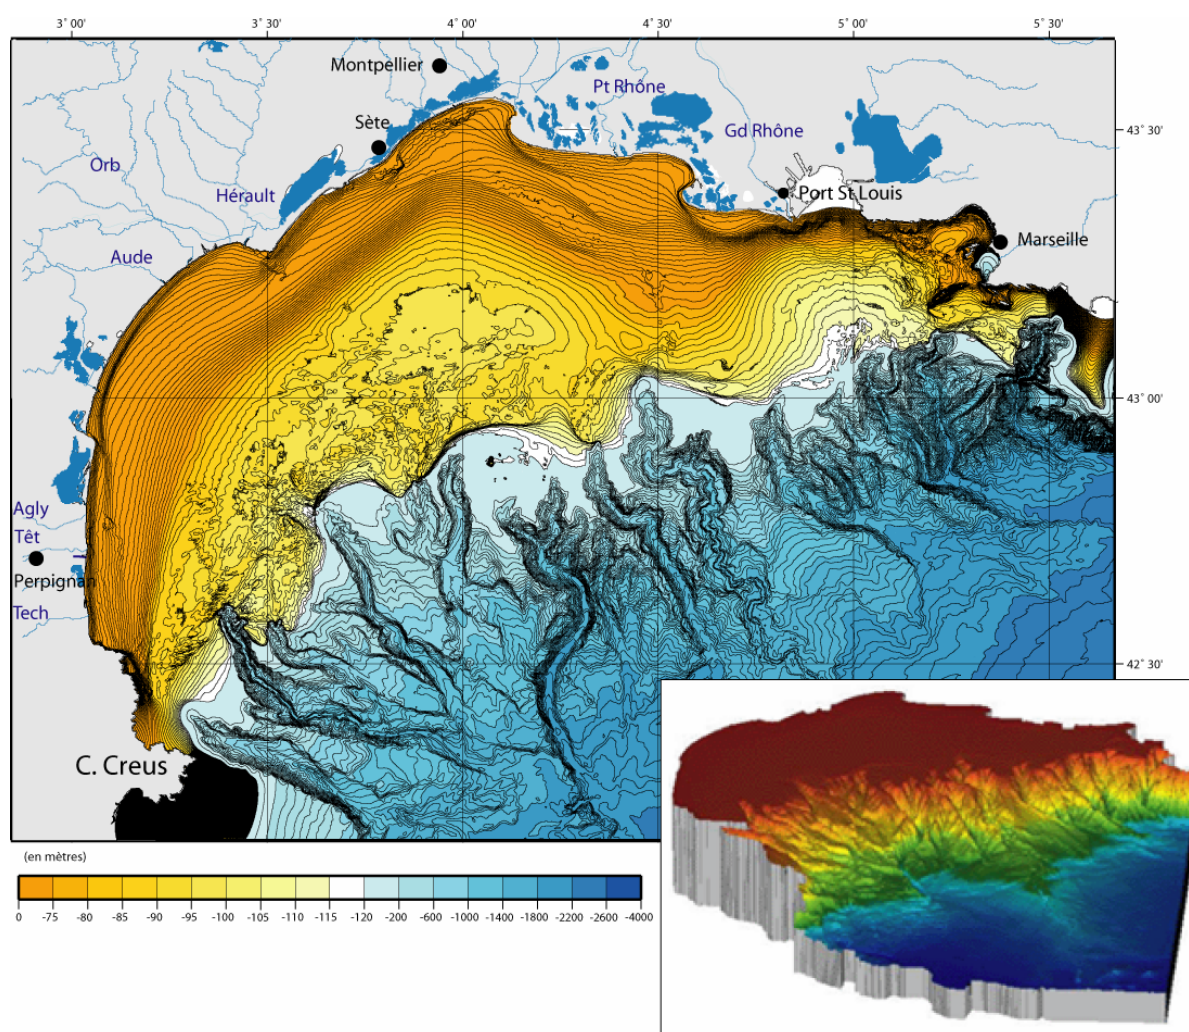 3° 00' 3° 30' 4° 00' 4° 30' 5° 00' 5° 30'
Montpellier
Pt Rhône
Sète
Gd Rhône
43° 30'
Orb
Hérault
Port St Louis
Marseille
Aude
43° 00'
Agly
Têt
Perpignan
Tech
42° 30'
C. Creus
(en mètres)
0 -75 -80 -85 -90 -95 -100 -105 -110 -115 -120 -200 -600 -1000 -1400 -1800 -2200 -2600 -4000